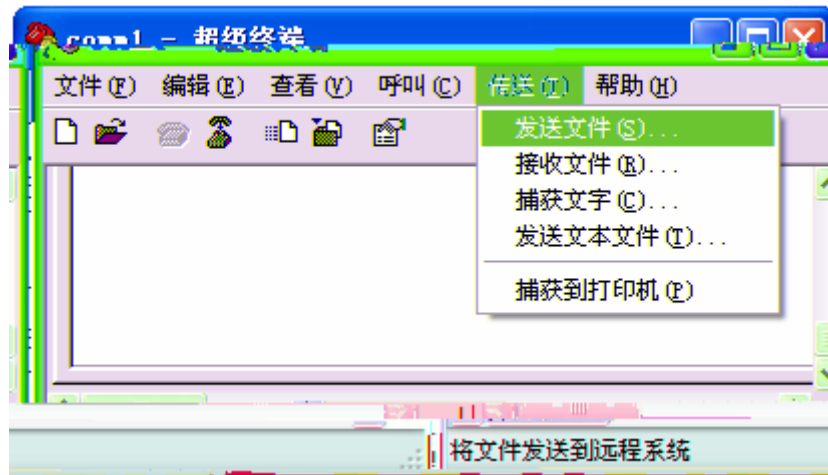 comm1 - 超级终端
文件(F) 编辑(E) 查看(V) 呼叫(C) 传送(T) 帮助(H)
发送文件(S)...
接收文件(R)...
捕获文字(C)...
发送文本文件(T)...
捕获到打印机(P)
将文件发送到远程系统